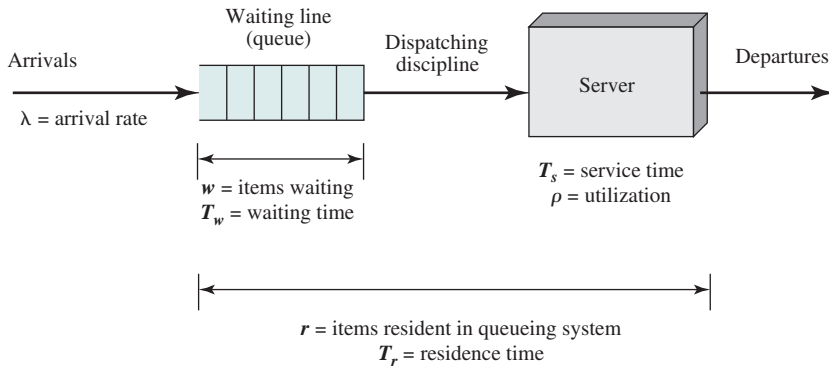 Waiting line
(queue)
Dispatching
discipline
Arrivals
Departures
Server
λ = arrival rate
w = items waiting
T_w = waiting time
T_s = service time
ρ = utilization
r = items resident in queueing system
T_r = residence time